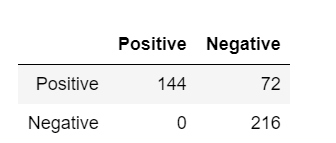 Positive Negative
Positive 144 72
Negative 0 216